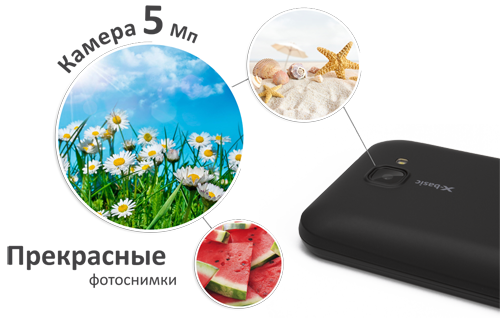 Камера 5 Мп
X-basic
Прекрасные
фотоснимки